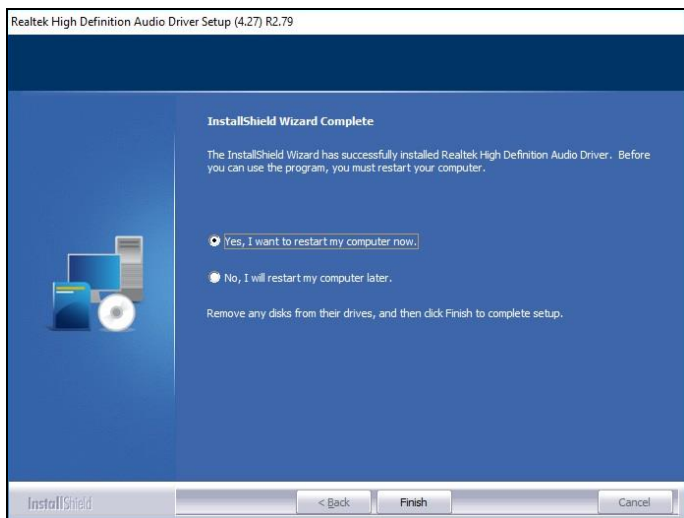 Realtek High Definition Audio Driver Setup (4.27) R2.79
InstallShield Wizard Complete
The InstallShield Wizard has successfully installed Realtek High Definition Audio Driver. Before
you can use the program, you must restart your computer.
Yes, I want to restart my computer now.
No, I will restart my computer later.
Remove any disks from their drives, and then click Finish to complete setup.
InstallShield
< Back
Finish
Cancel